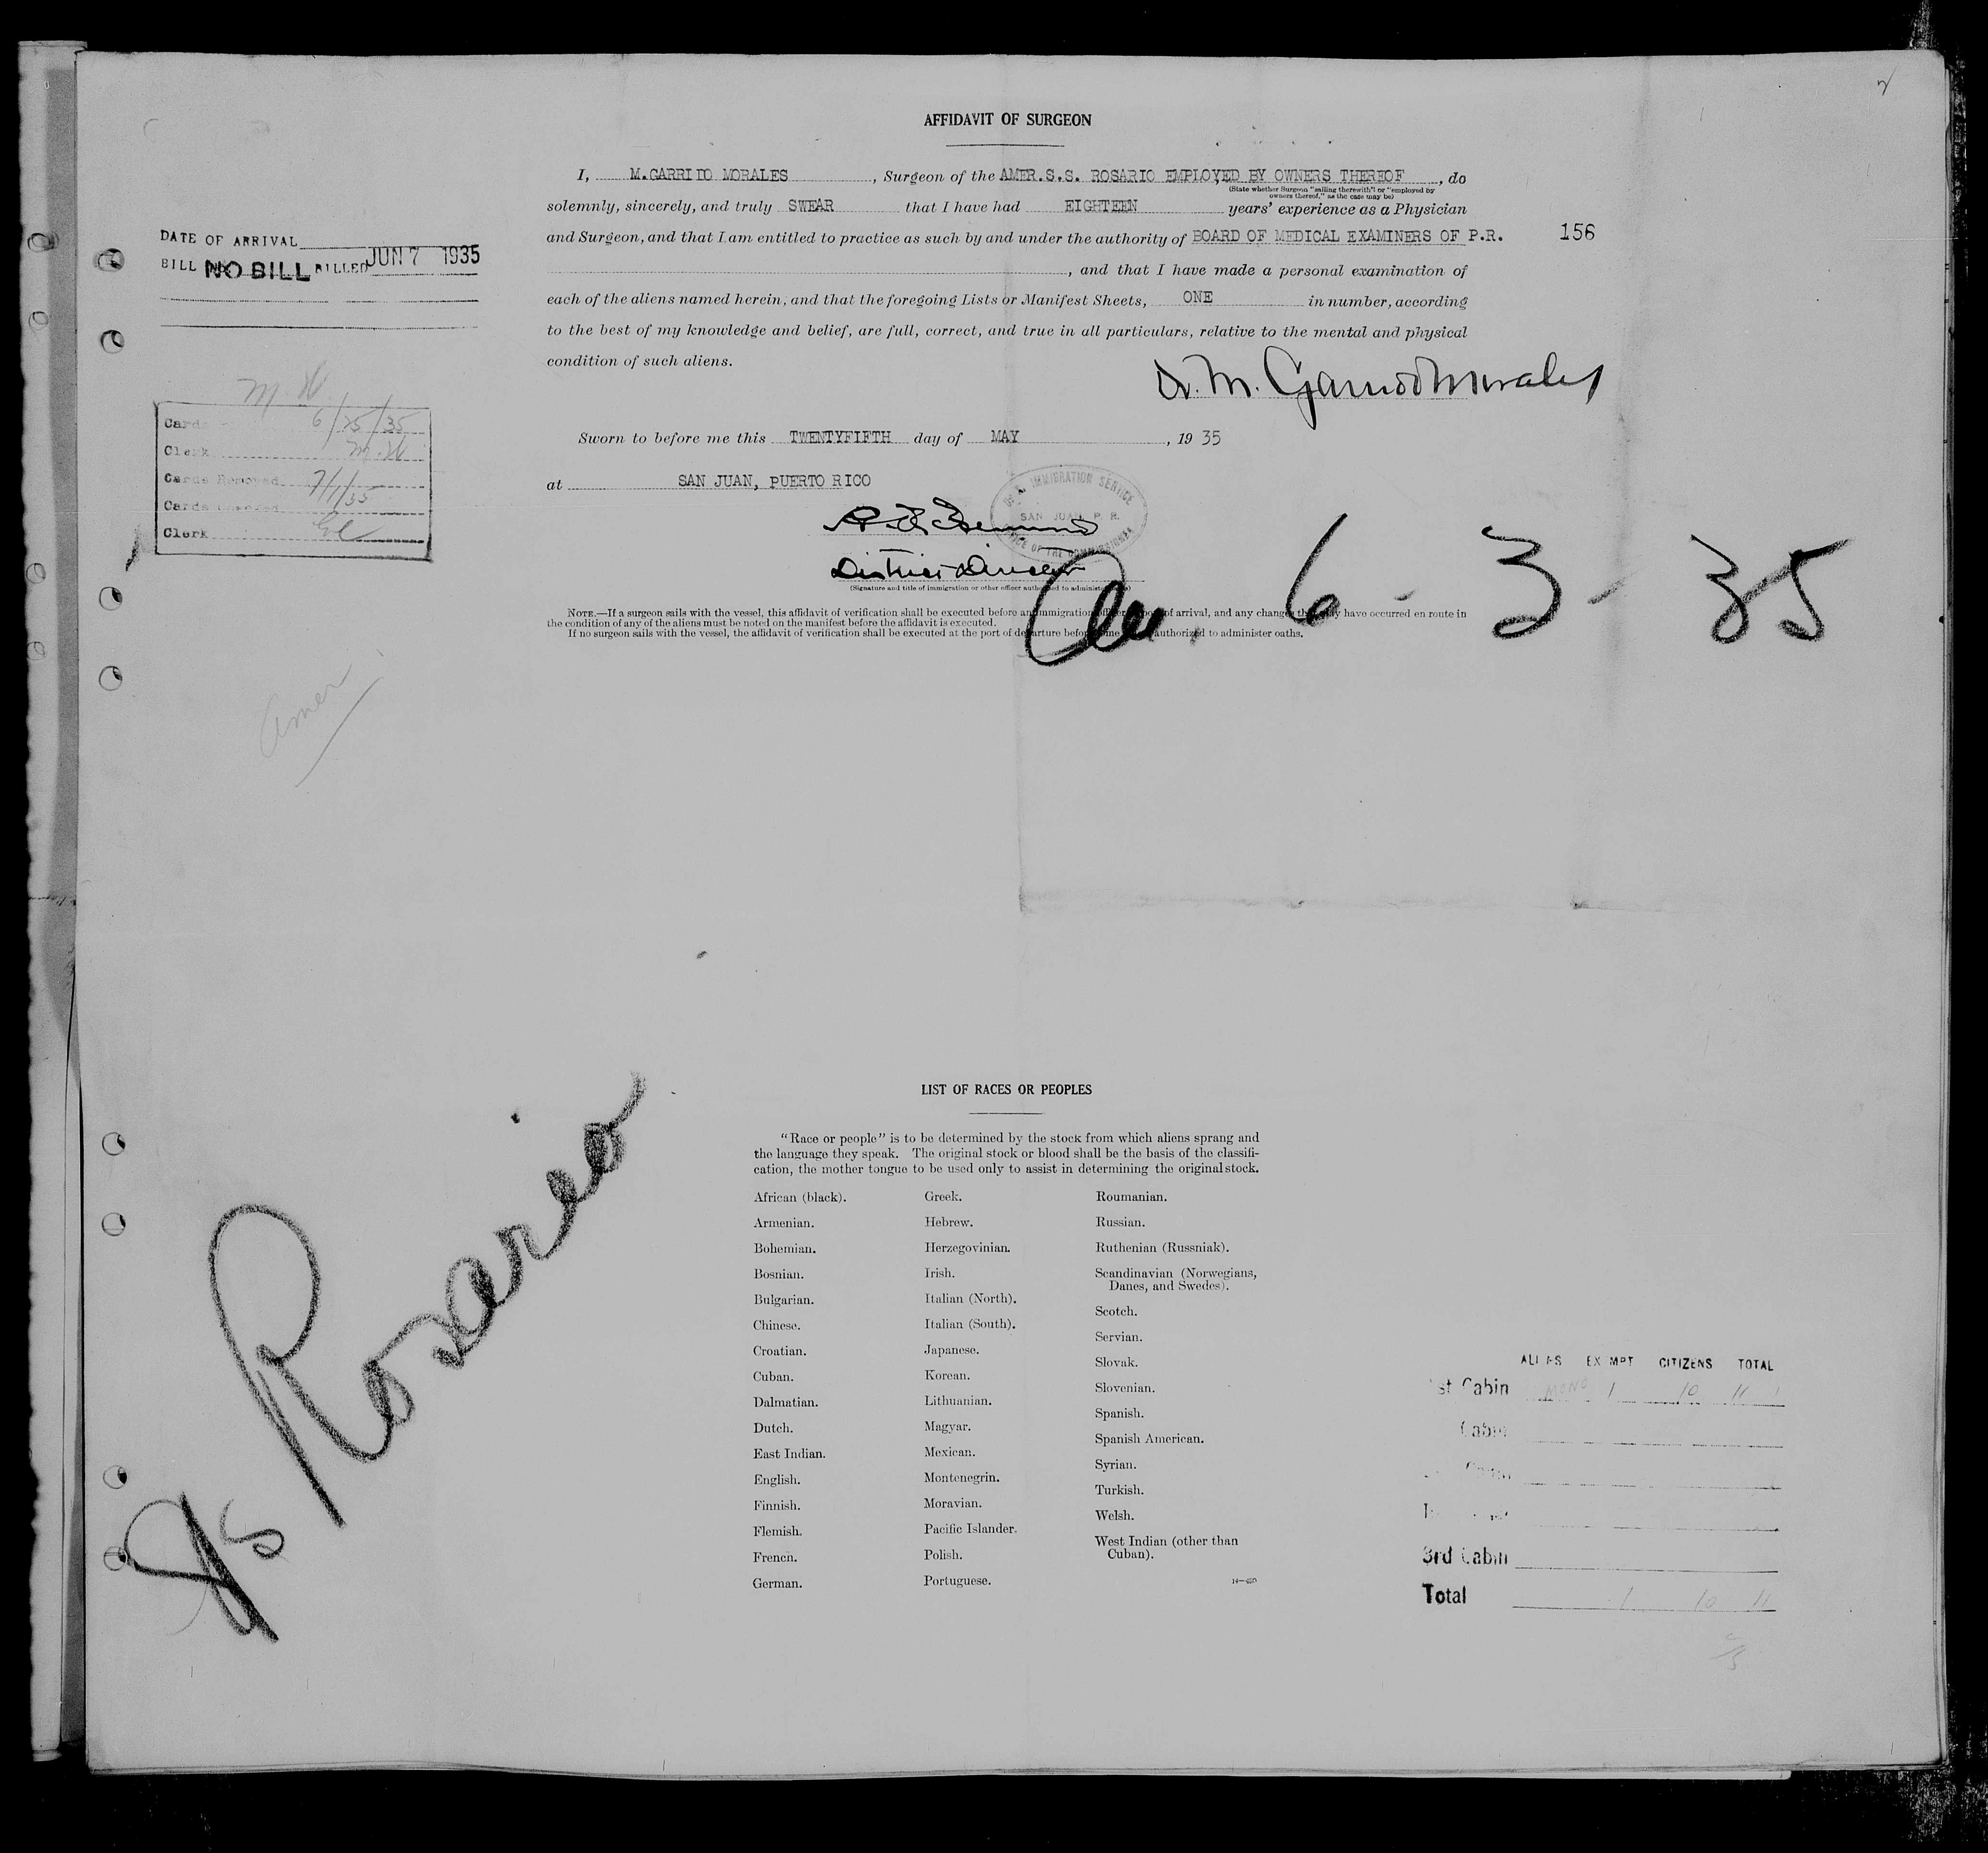 AFFIDAVIT OF SURGEON
I, M.GARRIDO MORALES, Surgeon of the AMER.S.S. ROSARIO EMPLOYED BY OWNERS THEREOF, do
(State whether Surgeon "sailing therewith" or "employed by
owners thereof," as the case may be)
solemnly, sincerely, and truly SWEAR that I have had EIGHTEEN years' experience as a Physician
and Surgeon, and that I am entitled to practice as such by and under the authority of BOARD OF MEDICAL EXAMINERS OF P.R.
156
, and that I have made a personal examination of
each of the aliens named herein, and that the foregoing Lists or Manifest Sheets, ONE in number, according
to the best of my knowledge and belief, are full, correct, and true in all particulars, relative to the mental and physical
condition of such aliens.
Dr. M. Garrido Morales
Sworn to before me this TWENTYFIFTH day of MAY, 19 35
at SAN JUAN, PUERTO RICO
IMMIGRATION SERVICE
SAN JUAN, P. R.
OFFICE OF THE COMMISSIONER
District Director
(Signature and title of immigration or other officer authorized to administer
NOTE.—If a surgeon sails with the vessel, this affidavit of verification shall be executed before an immigration officer at port of arrival, and any change that may have occurred en route in
the condition of any of the aliens must be noted on the manifest before the affidavit is executed.
If no surgeon sails with the vessel, the affidavit of verification shall be executed at the port of departure before one authorized to administer oaths.
6 - 3 - 35
DATE OF ARRIVAL
BILL NO BILL BILLED JUN 7 1935
M.W.
Cards 6/25/35
Clerk M.W.
Cards Removed 7/1/35
Cards
Clerk
Amer
S/S Rosario
LIST OF RACES OR PEOPLES
"Race or people" is to be determined by the stock from which aliens sprang and
the language they speak. The original stock or blood shall be the basis of the classifi-
cation, the mother tongue to be used only to assist in determining the original stock.
African (black).
Armenian.
Bohemian.
Bosnian.
Bulgarian.
Chinese.
Croatian.
Cuban.
Dalmatian.
Dutch.
East Indian.
English.
Finnish.
Flemish.
French.
German.
Greek.
Hebrew.
Herzegovinian.
Irish.
Italian (North).
Italian (South).
Japanese.
Korean.
Lithuanian.
Magyar.
Mexican.
Montenegrin.
Moravian.
Pacific Islander.
Polish.
Portuguese.
Roumanian.
Russian.
Ruthenian (Russniak).
Scandinavian (Norwegians,
Danes, and Swedes).
Scotch.
Servian.
Slovak.
Slovenian.
Spanish.
Spanish American.
Syrian.
Turkish.
Welsh.
West Indian (other than
Cuban).
ALIENS EXEMPT CITIZENS TOTAL
1st Cabin 1 10 11
Cabin
3rd Cabin
Total 1 10 11